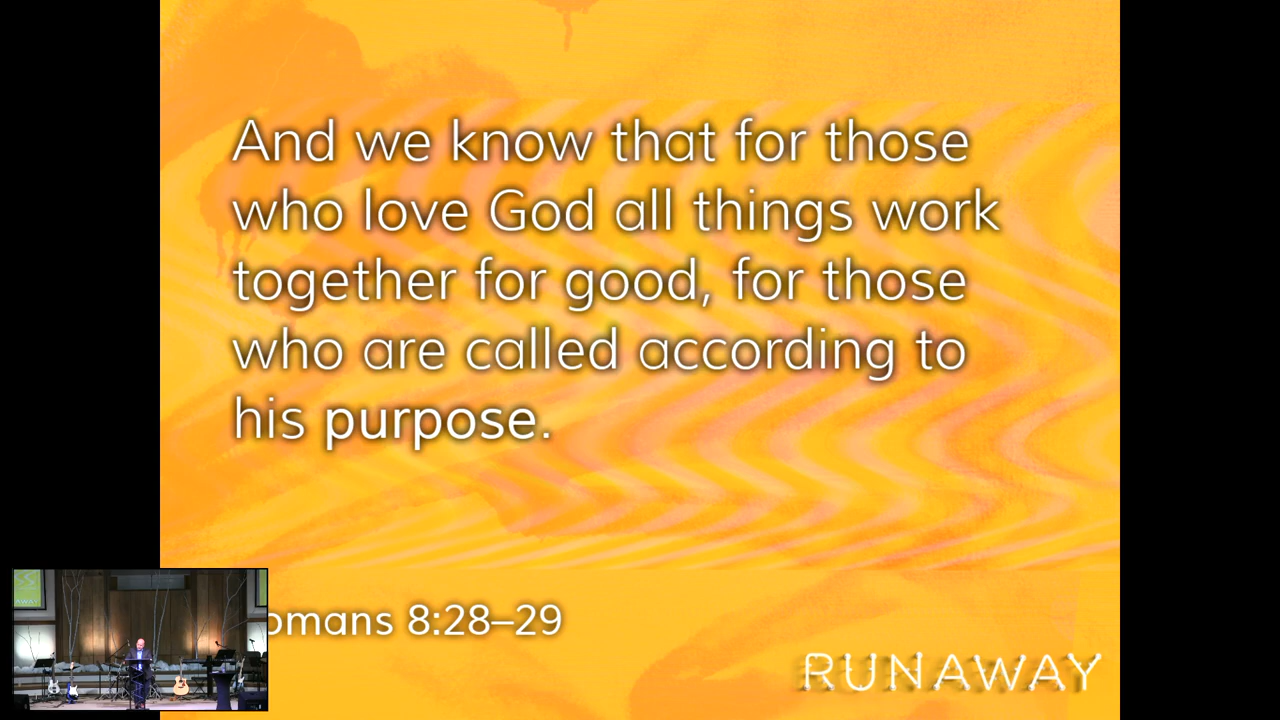 And we know that for those
who love God all things work
together for good, for those
who are called according to
his purpose.
omans 8:28–29
RUNAWAY